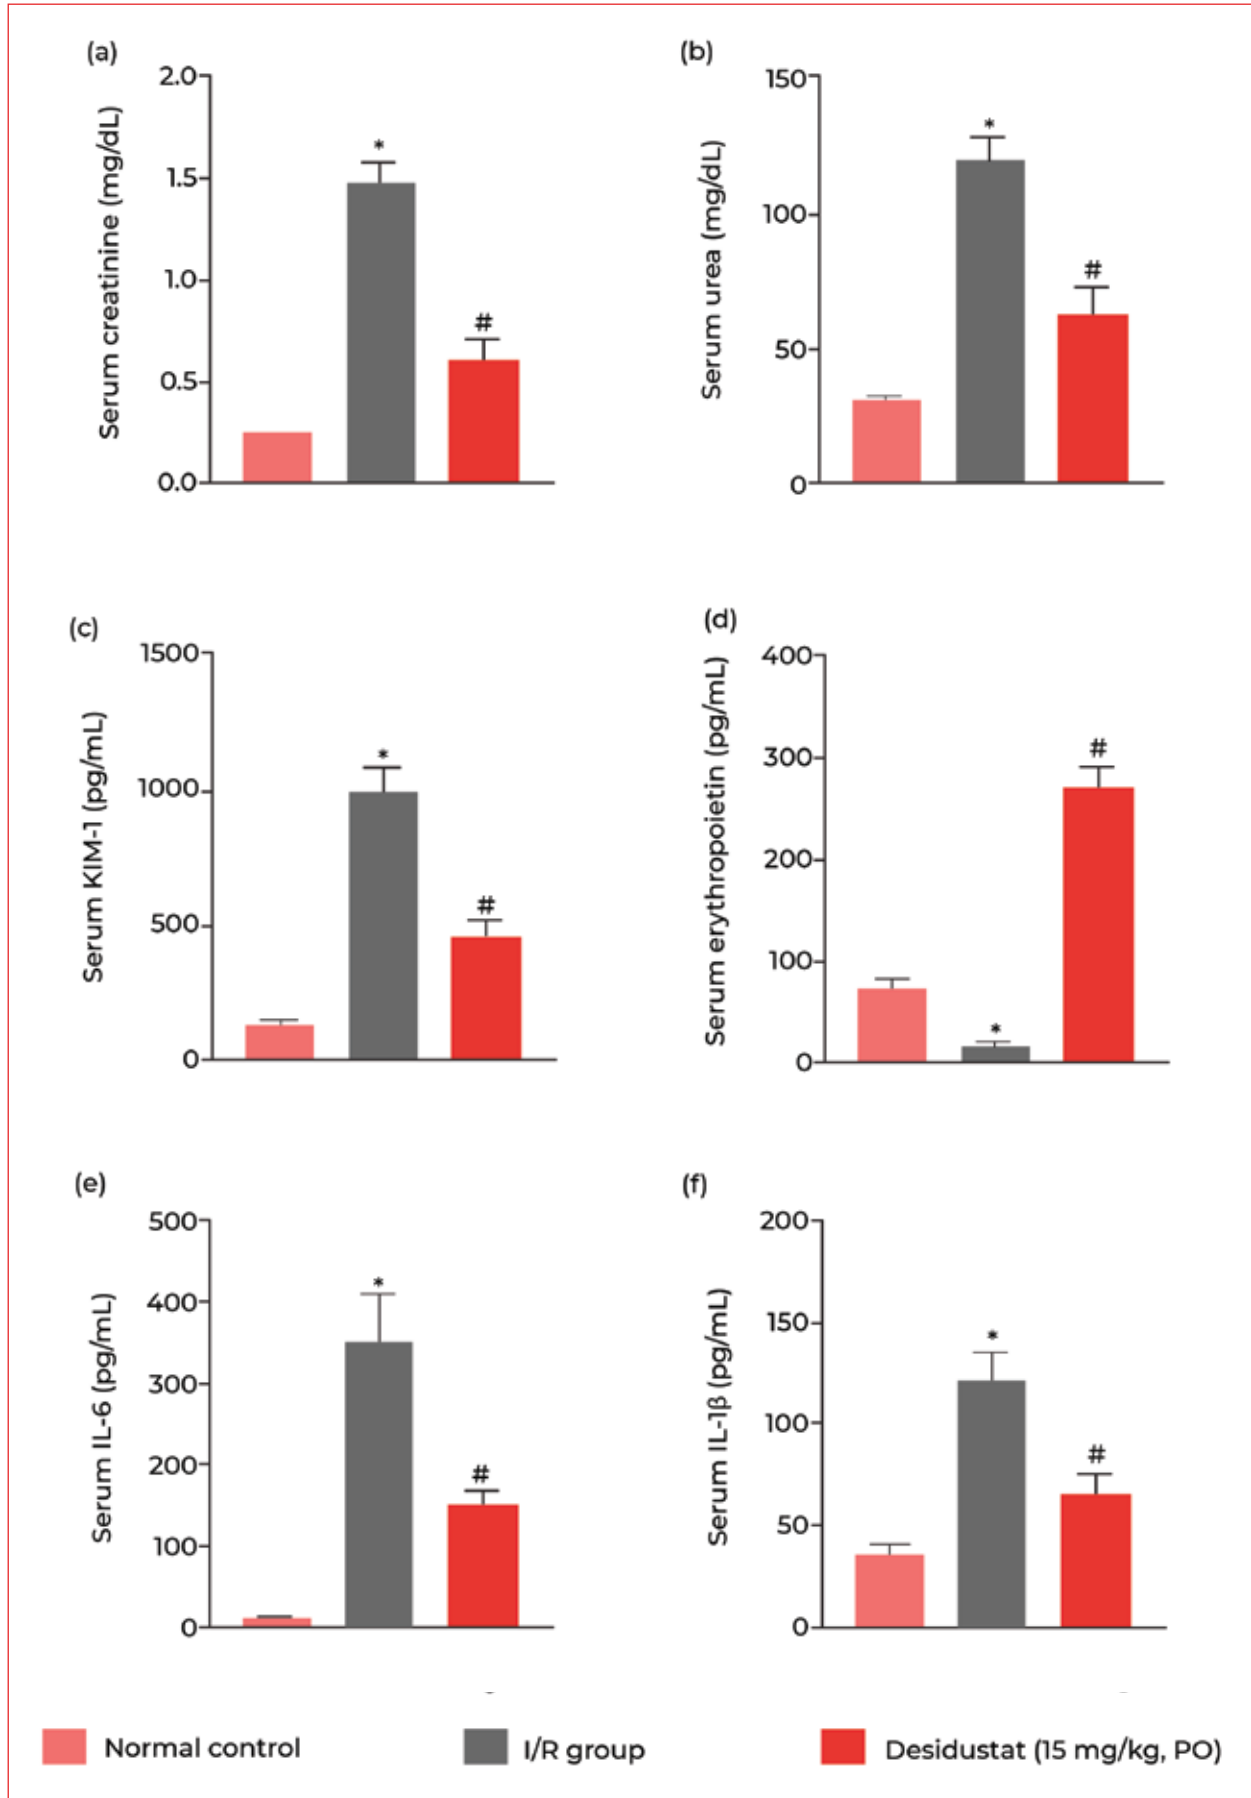 (a)
Serum creatinine (mg/dL)
2.0
1.5
1.0
0.5
0.0
*
#
(b)
Serum urea (mg/dL)
150
100
50
0
*
#
(c)
Serum KIM-1 (pg/mL)
1500
1000
500
0
*
#
(d)
Serum erythropoietin (pg/mL)
400
300
200
100
0
*
#
(e)
Serum IL-6 (pg/mL)
500
400
300
200
100
0
*
#
(f)
Serum IL-1β (pg/mL)
200
150
100
50
0
*
#
Normal control
I/R group
Desidustat (15 mg/kg, PO)